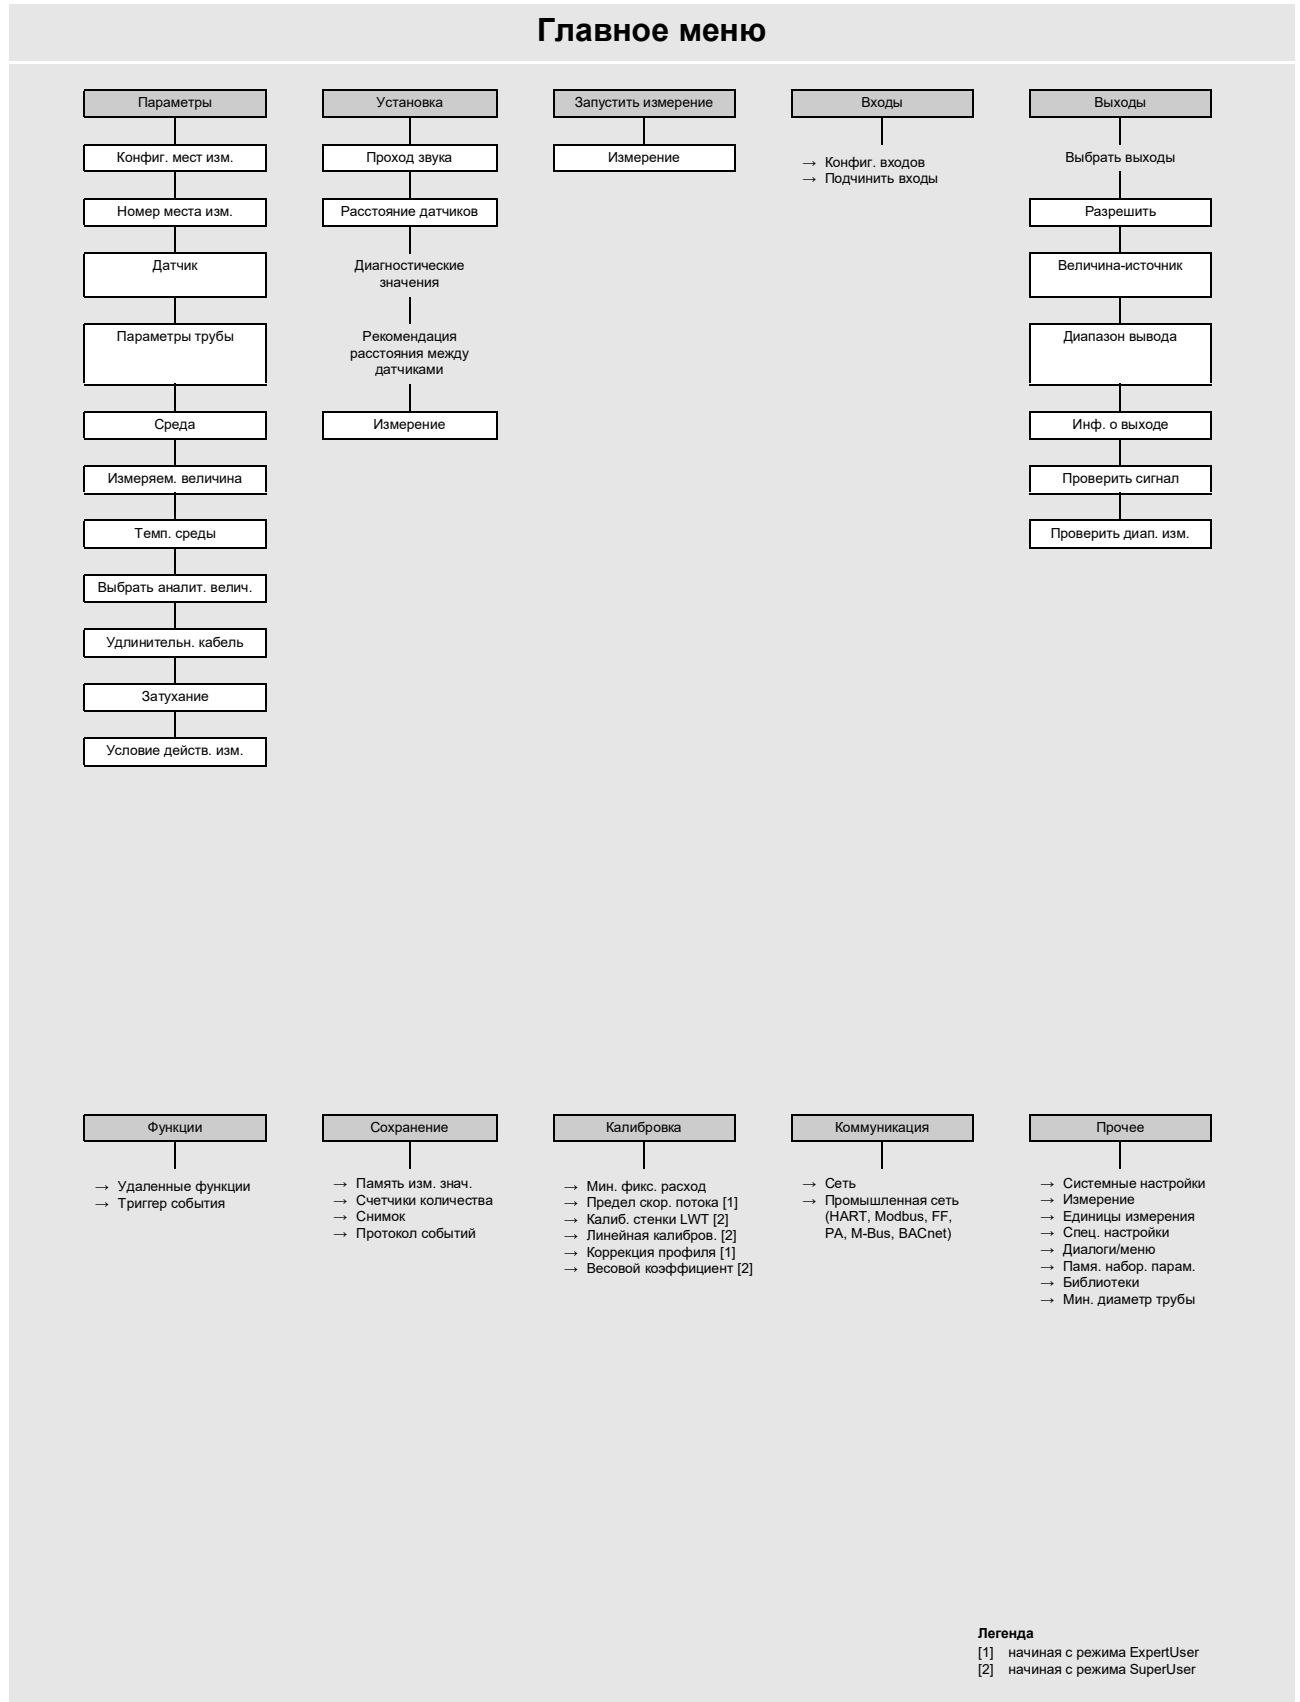 Главное меню
Параметры
Конфиг. мест изм.
Номер места изм.
Датчик
Параметры трубы
Среда
Измеряем. величина
Темп. среды
Выбрать аналит. велич.
Удлинительн. кабель
Затухание
Условие действ. изм.
Установка
Проход звука
Расстояние датчиков
Диагностические
значения
Рекомендация
расстояния между
датчиками
Измерение
Запустить измерение
Измерение
Входы
→ Конфиг. входов
→ Подчинить входы
Выходы
Выбрать выходы
Разрешить
Величина-источник
Диапазон вывода
Инф. о выходе
Проверить сигнал
Проверить диап. изм.
Функции
→ Удаленные функции
→ Триггер события
Сохранение
→ Память изм. знач.
→ Счетчики количества
→ Снимок
→ Протокол событий
Калибровка
→ Мин. фикс. расход
→ Предел скор. потока [1]
→ Калиб. стенки LWT [2]
→ Линейная калибров. [2]
→ Коррекция профиля [1]
→ Весовой коэффициент [2]
Коммуникация
→ Сеть
→ Промышленная сеть
(HART, Modbus, FF,
PA, M-Bus, BACnet)
Прочее
→ Системные настройки
→ Измерение
→ Единицы измерения
→ Спец. настройки
→ Диалоги/меню
→ Памя. набор. парам.
→ Библиотеки
→ Мин. диаметр трубы
Легенда
[1] начиная с режима ExpertUser
[2] начиная с режима SuperUser